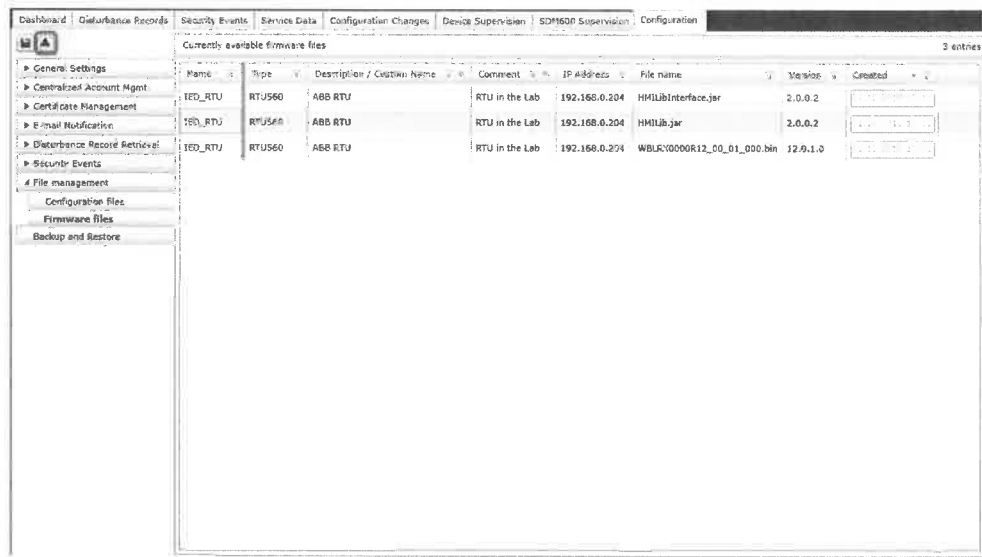 Dashboard Disturbance Records Security Events Service Data Configuration Changes Device Supervision SDM600 Supervision Configuration
Currently available firmware files 3 entries
General Settings
Centralized Account Mgmt
Certificate Management
E-mail Notification
Disturbance Record Retrieval
Security Events
File management
Configuration files
Firmware files
Backup and Restore
Name Type Description / Custom Name Comment IP Address File name Version Created
IED_RTU RTU560 ABB RTU RTU in the Lab 192.168.0.204 HMILibInterface.jar 2.0.0.2
IED_RTU RTU560 ABB RTU RTU in the Lab 192.168.0.204 HMILib.jar 2.0.0.2
IED_RTU RTU560 ABB RTU RTU in the Lab 192.168.0.204 12.0.1.0